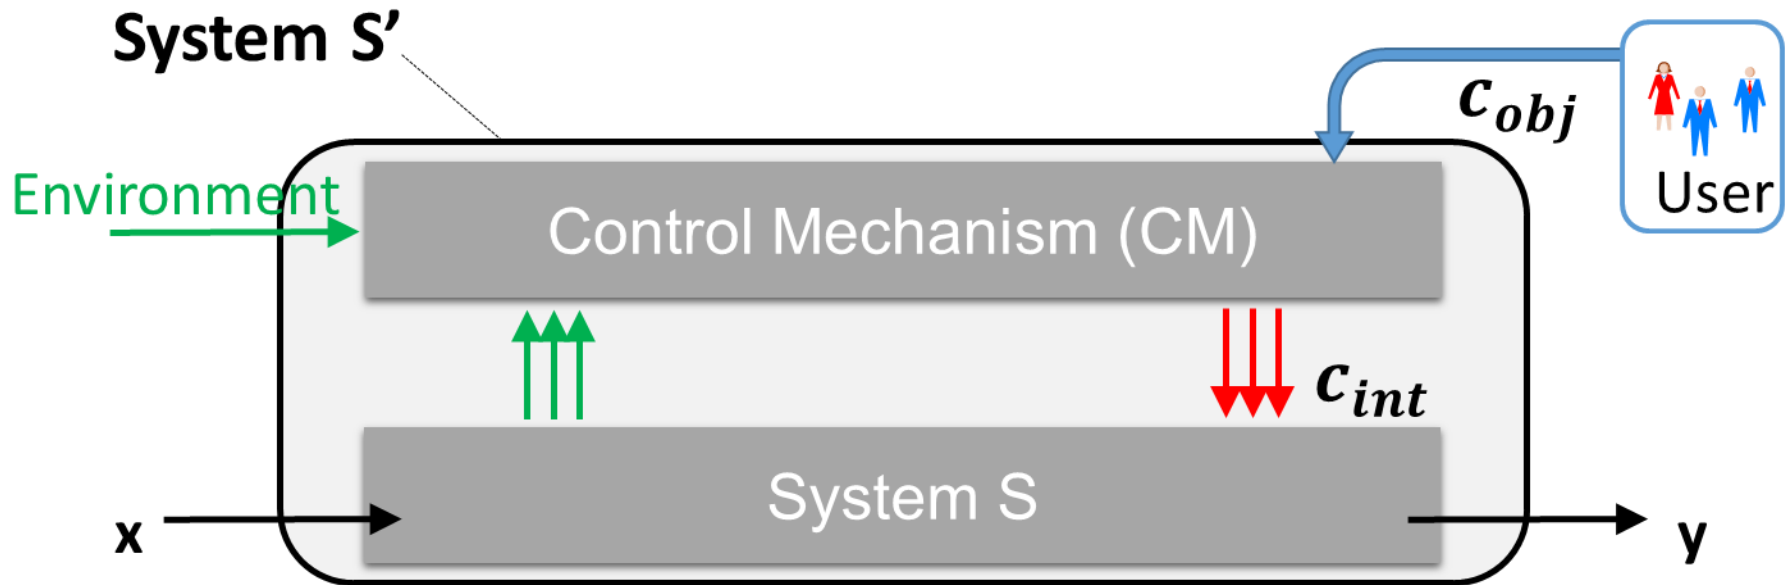 System S’
c_obj
User
Environment
Control Mechanism (CM)
c_int
System S
x
y